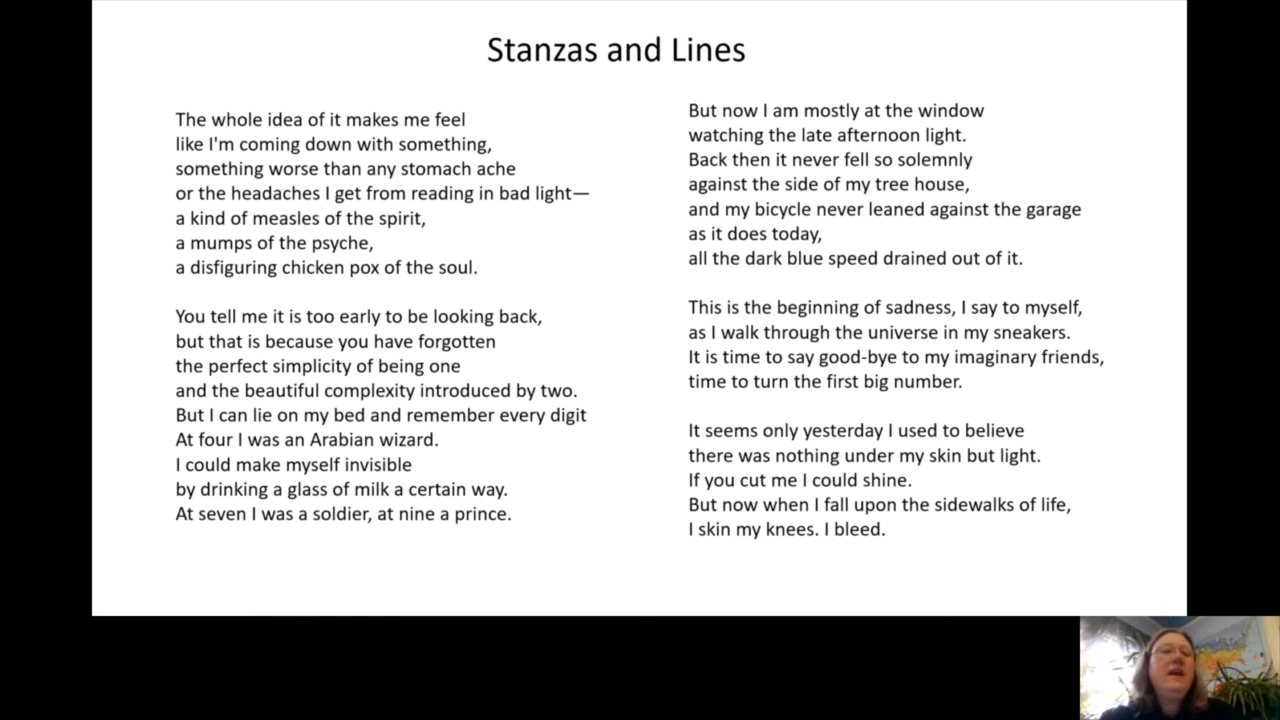 Stanzas and Lines
The whole idea of it makes me feel
like I'm coming down with something,
something worse than any stomach ache
or the headaches I get from reading in bad light—
a kind of measles of the spirit,
a mumps of the psyche,
a disfiguring chicken pox of the soul.
You tell me it is too early to be looking back,
but that is because you have forgotten
the perfect simplicity of being one
and the beautiful complexity introduced by two.
But I can lie on my bed and remember every digit
At four I was an Arabian wizard.
I could make myself invisible
by drinking a glass of milk a certain way.
At seven I was a soldier, at nine a prince.
But now I am mostly at the window
watching the late afternoon light.
Back then it never fell so solemnly
against the side of my tree house,
and my bicycle never leaned against the garage
as it does today,
all the dark blue speed drained out of it.
This is the beginning of sadness, I say to myself,
as I walk through the universe in my sneakers.
It is time to say good-bye to my imaginary friends,
time to turn the first big number.
It seems only yesterday I used to believe
there was nothing under my skin but light.
If you cut me I could shine.
But now when I fall upon the sidewalks of life,
I skin my knees. I bleed.